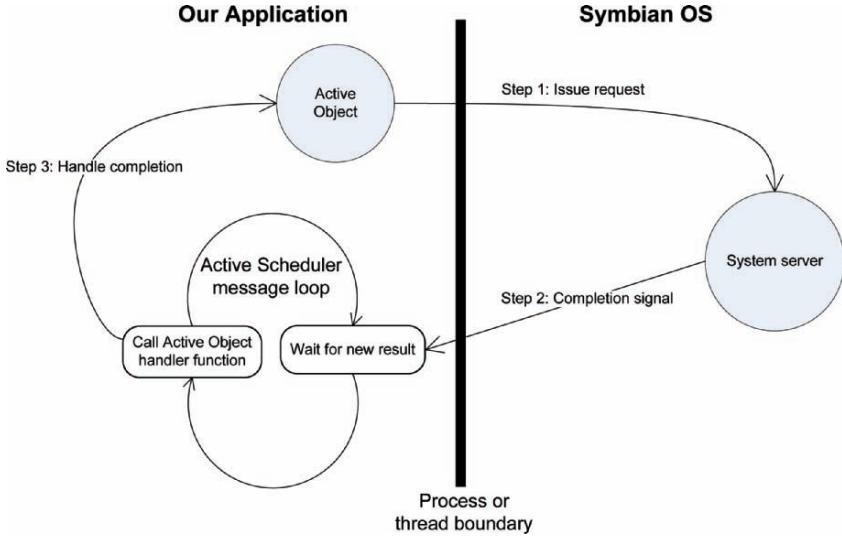 Our Application
Symbian OS
Active
Object
Step 1: Issue request
Step 3: Handle completion
System server
Active Scheduler
message loop
Step 2: Completion signal
Call Active Object
handler function
Wait for new result
Process or
thread boundary